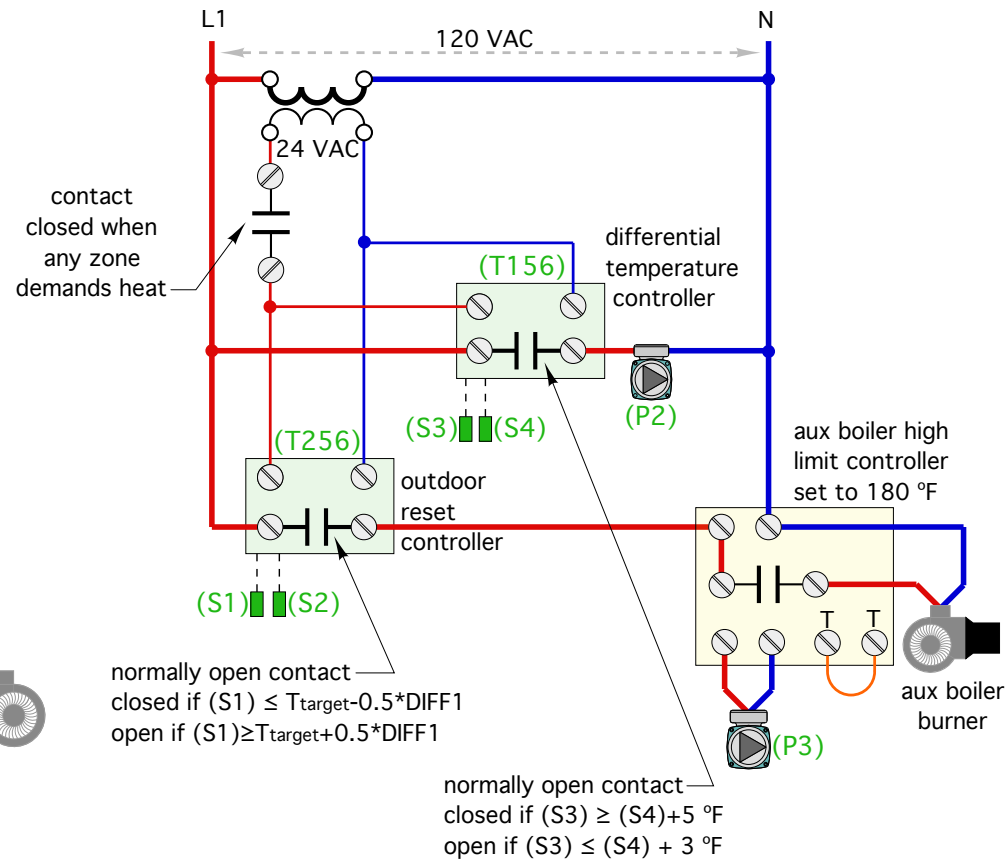 L1
N
120 VAC
24 VAC
contact
closed when
any zone
demands heat
(T156)
differential
temperature
controller
(S3)
(S4)
(P2)
(T256)
outdoor
reset
controller
aux boiler high
limit controller
set to 180 ºF
(S1)
(S2)
T
T
aux boiler
burner
(P3)
normally open contact
closed if (S1) ≤ Ttarget-0.5*DIFF1
open if (S1)≥Ttarget+0.5*DIFF1
normally open contact
closed if (S3) ≥ (S4)+5 ºF
open if (S3) ≤ (S4) + 3 ºF